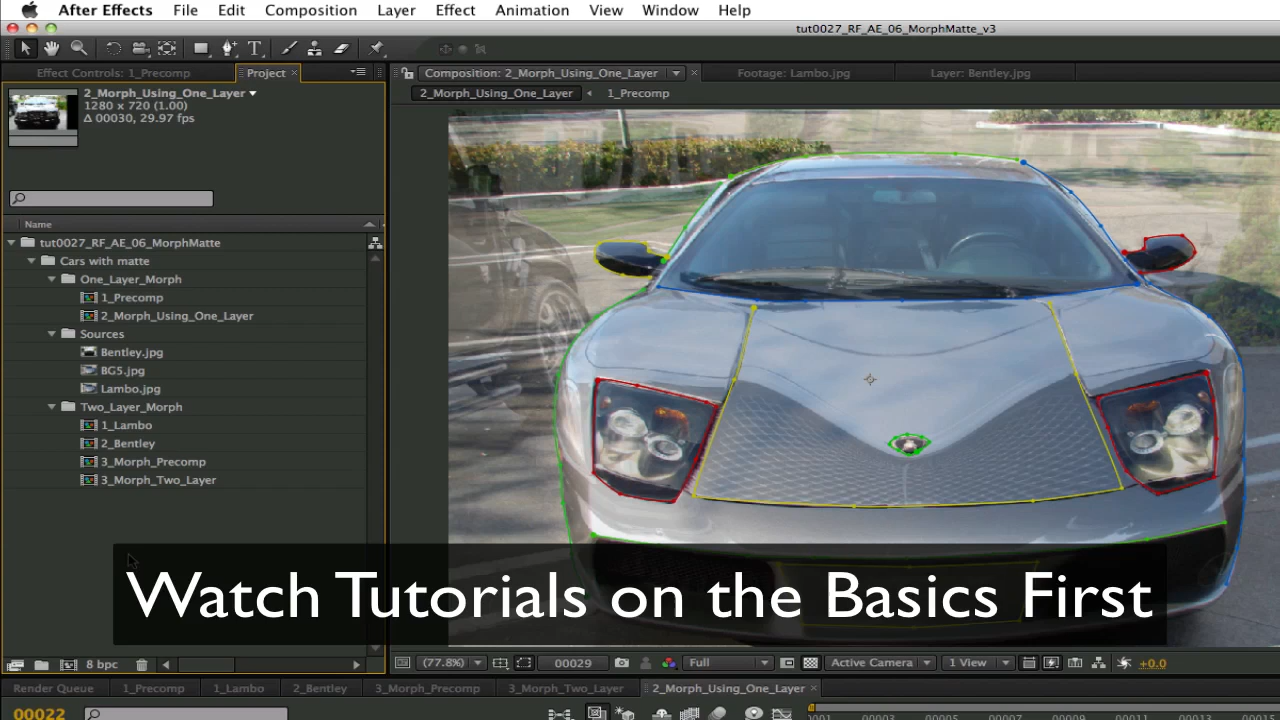 After Effects File Edit Composition Layer Effect Animation View Window Help
tut0027_RF_AE_06_MorphMatte_v3
Effect Controls: 1_Precomp Project × Composition: 2_Morph_Using_One_Layer × Footage: Lambo.jpg Layer: Bentley.jpg
2_Morph_Using_One_Layer 1_Precomp
2_Morph_Using_One_Layer
1280 x 720 (1.00)
Δ 00030, 29.97 fps
Name
tut0027_RF_AE_06_MorphMatte
Cars with matte
One_Layer_Morph
1_Precomp
2_Morph_Using_One_Layer
Sources
Bentley.jpg
BG5.jpg
Lambo.jpg
Two_Layer_Morph
1_Lambo
2_Bentley
3_Morph_Precomp
3_Morph_Two_Layer
Watch Tutorials on the Basics First
8 bpc (77.8%) 00029 Full Active Camera 1 View +0.0
Render Queue 1_Precomp 1_Lambo 2_Bentley 3_Morph_Precomp 3_Morph_Two_Layer 2_Morph_Using_One_Layer ×
00022